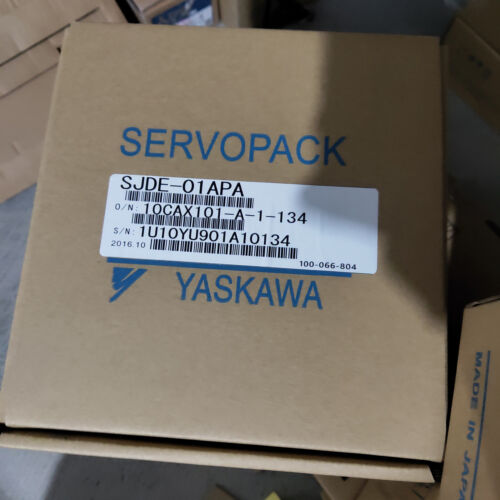 SERVOPACK
SJDE-01APA
O/N: 10CAX101-A-1-134
S/N: 1U10YU901A10134
2016.10
100-066-804
YASKAWA
MADE IN JAPA